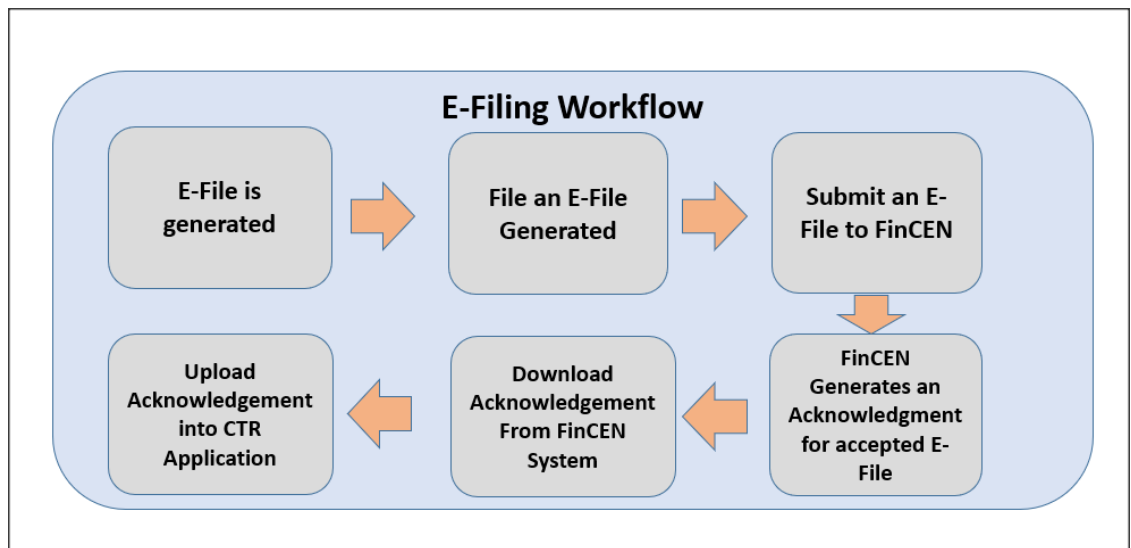 E-Filing Workflow
E-File is
generated
File an E-File
Generated
Submit an E-
File to FinCEN
FinCEN
Generates an
Acknowledgment
for accepted E-
File
Download
Acknowledgement
From FinCEN
System
Upload
Acknowledgement
into CTR
Application